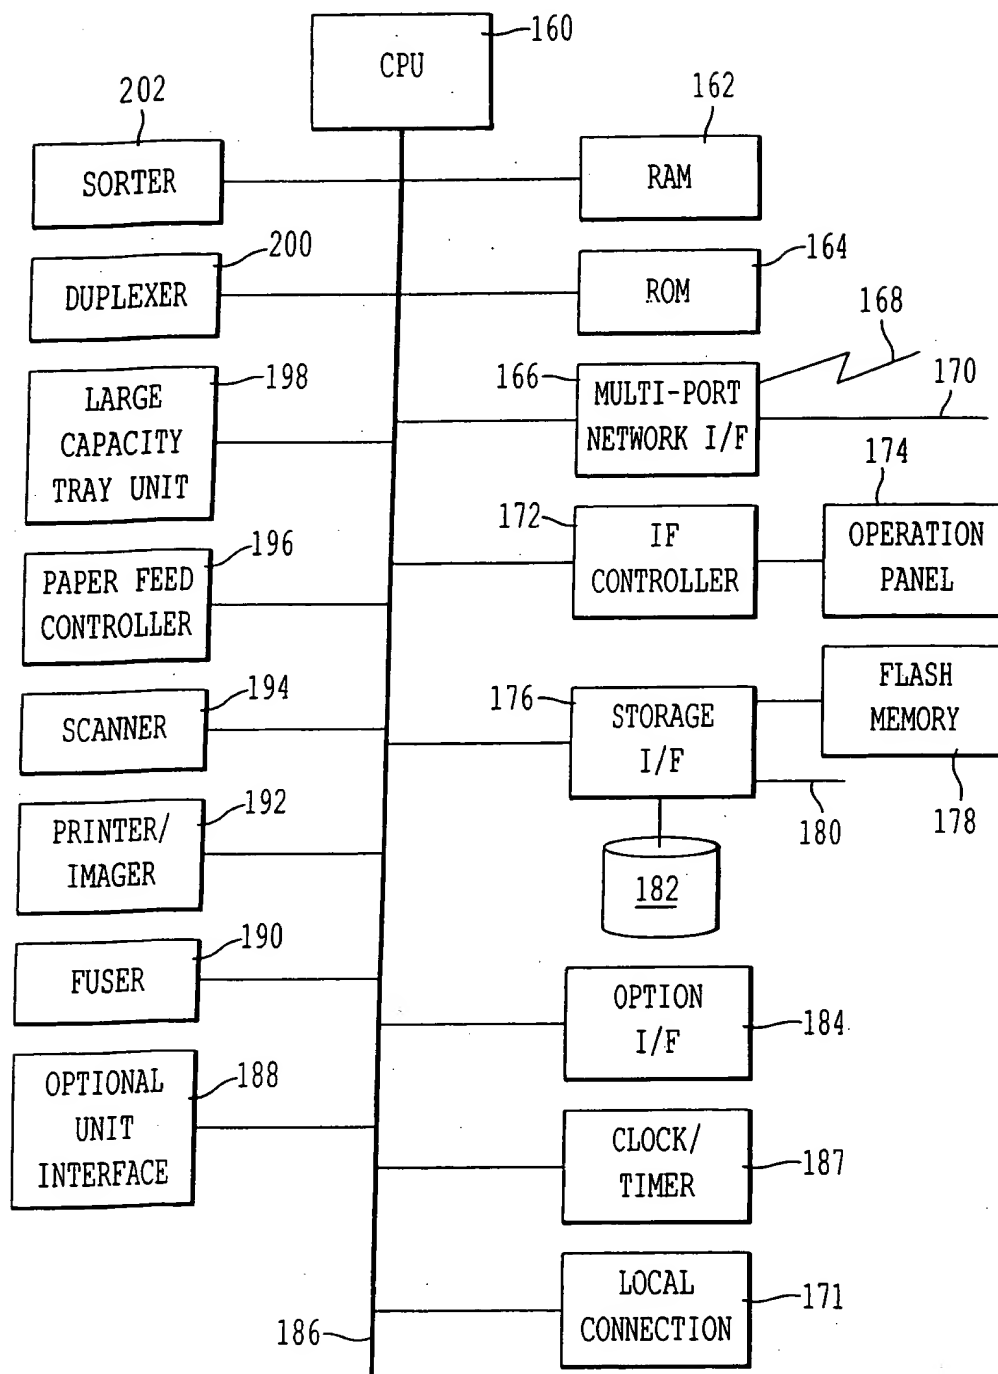 160
CPU
202
162
SORTER
RAM
200
164
DUPLEXER
ROM
168
198
166
170
LARGE
CAPACITY
TRAY UNIT
MULTI-PORT
NETWORK I/F
174
172
196
IF
CONTROLLER
OPERATION
PANEL
PAPER FEED
CONTROLLER
194
176
FLASH
MEMORY
SCANNER
STORAGE
I/F
180
178
192
PRINTER/
IMAGER
182
190
FUSER
OPTION
I/F
184
188
OPTIONAL
UNIT
INTERFACE
CLOCK/
TIMER
187
LOCAL
CONNECTION
171
186